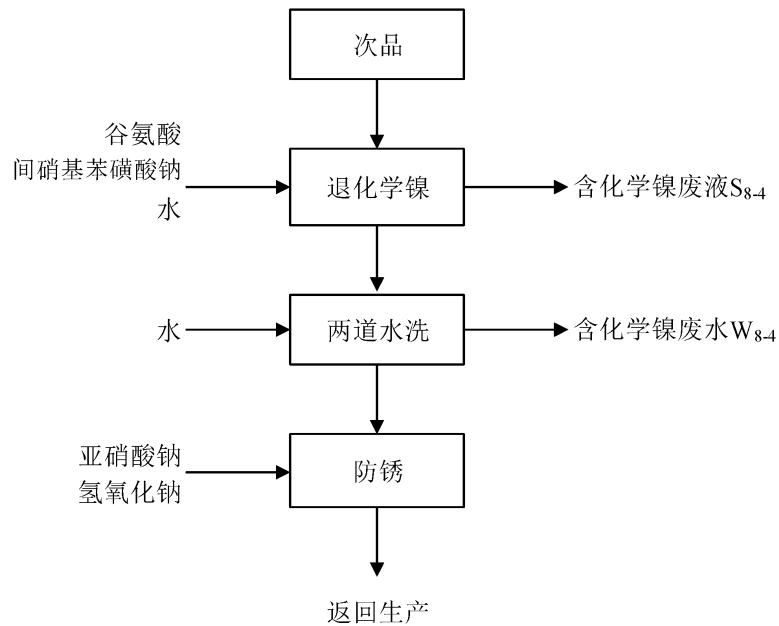 次品
谷氨酸
间硝基苯磺酸钠
水
退化学镍
含化学镍废液S8-4
水
两道水洗
含化学镍废水W8-4
亚硝酸钠
氢氧化钠
防锈
返回生产